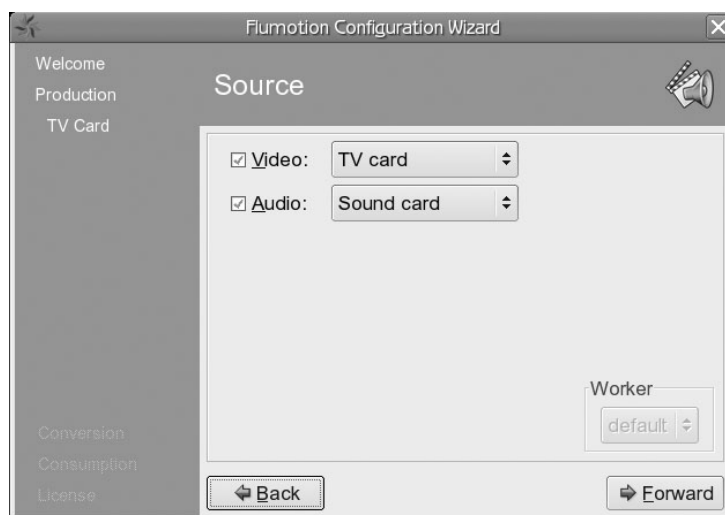 Flumotion Configuration Wizard
Welcome
Production
TV Card
Conversion
Consumption
License
Source
Video: TV card
Audio: Sound card
Worker
default
Back
Forward